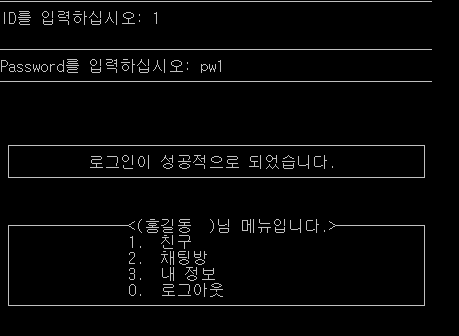 ID를 입력하십시오: 1
Password를 입력하십시오: pw1
로그인이 성공적으로 되었습니다.
<(홍길동  )님 메뉴입니다.>
1. 친구
2. 채팅방
3. 내 정보
0. 로그아웃